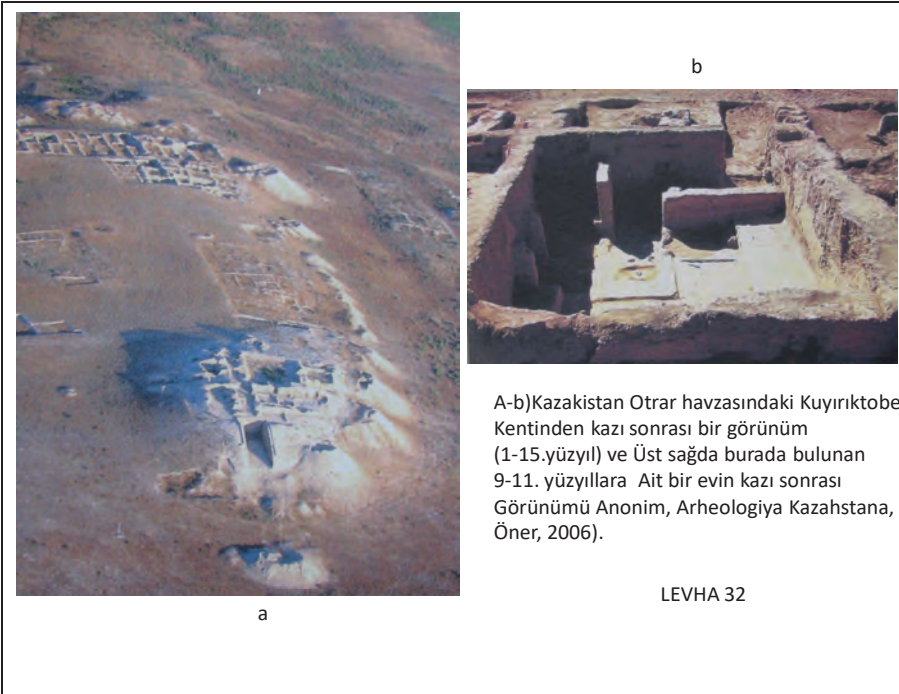 b
A-b)Kazakistan Otrar havzasındaki Kuyırıktobe
Kentinden kazı sonrası bir görünüm
(1-15.yüzyıl) ve Üst sağda burada bulunan
9-11. yüzyıllara  Ait bir evin kazı sonrası
Görünümü Anonim, Arheologiya Kazahstana,
Öner, 2006).
LEVHA 32
a